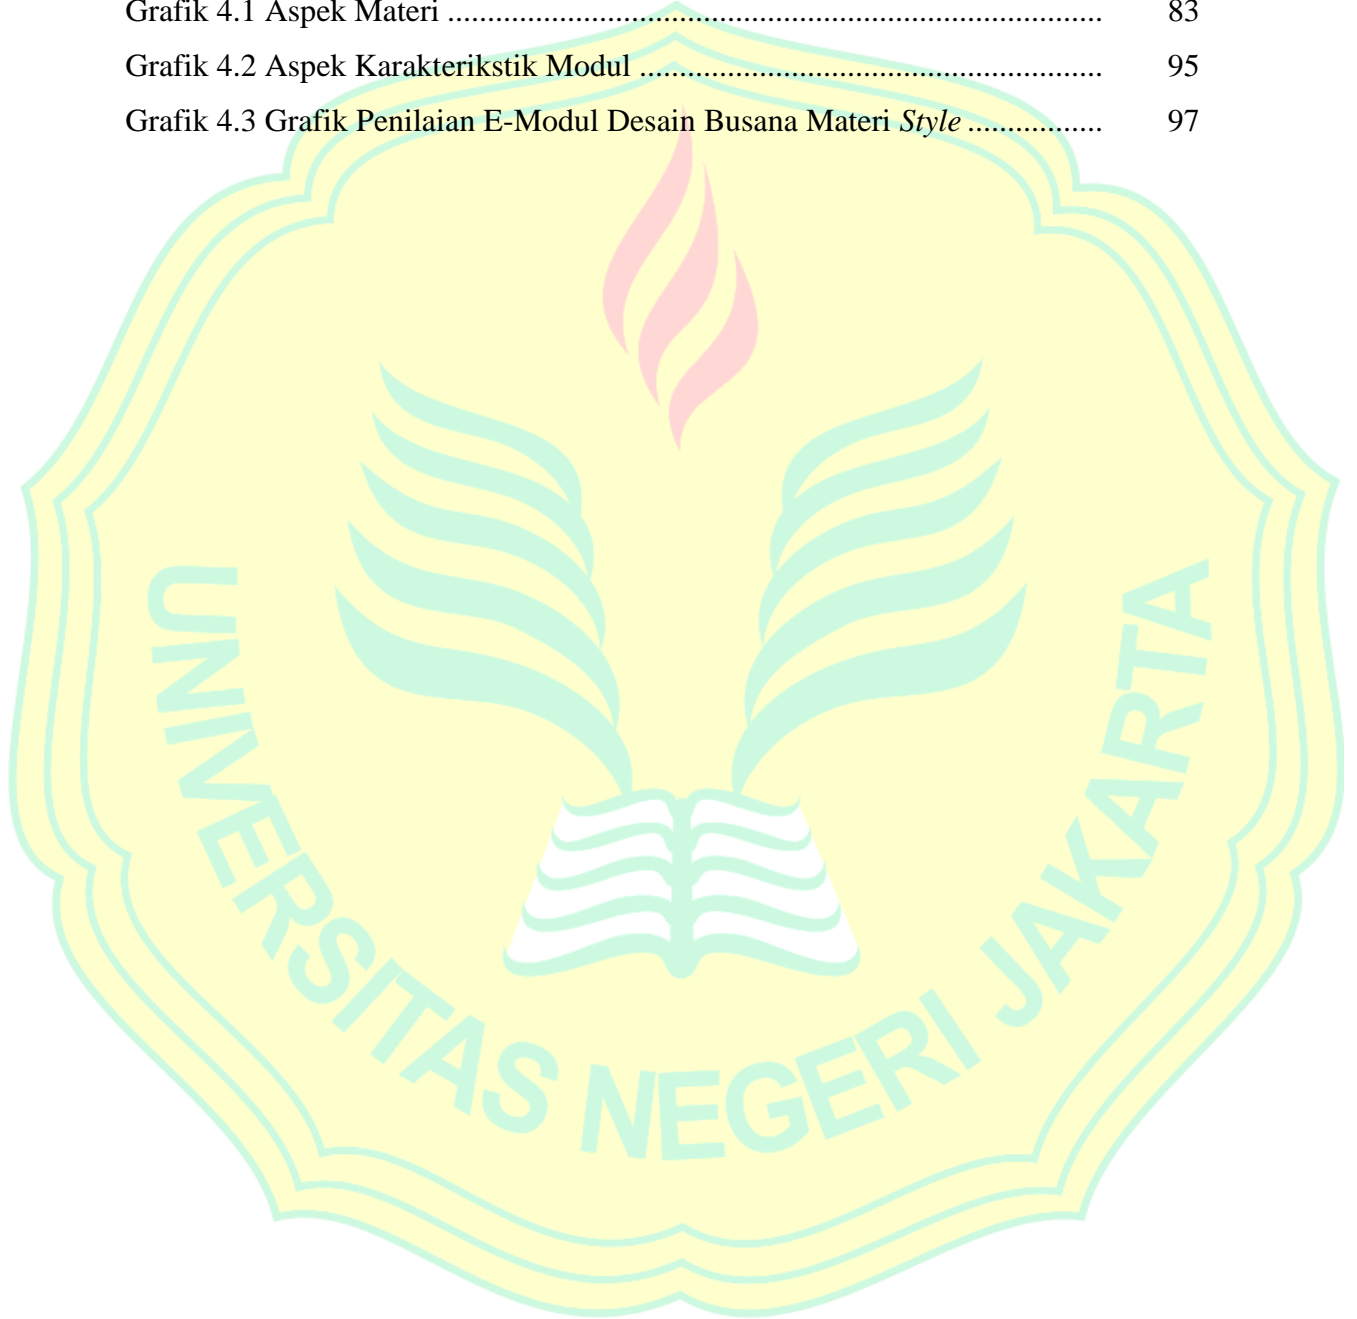 Grafik 4.1 Aspek Materi ................................................................................. 83
Grafik 4.2 Aspek Karakterikstik Modul ......................................................... 95
Grafik 4.3 Grafik Penilaian E-Modul Desain Busana Materi Style ................. 97
UNIVERSITAS NEGERI JAKARTA